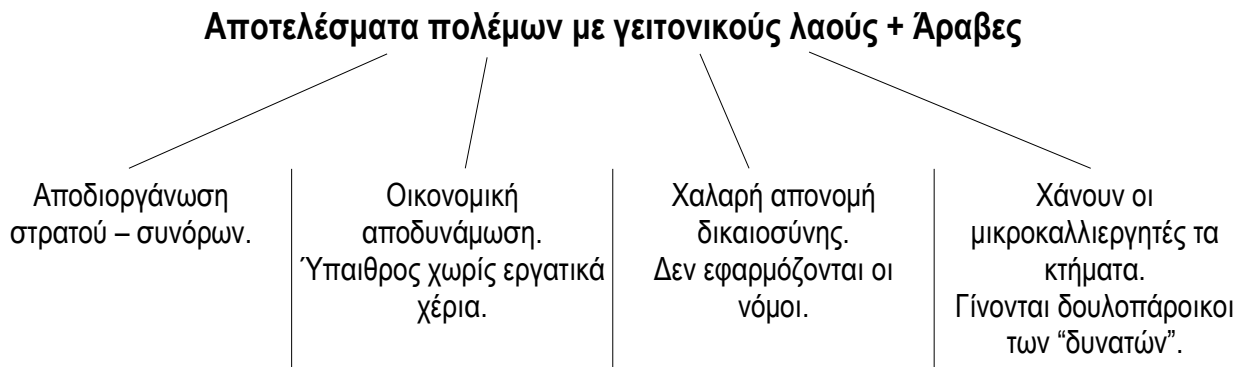 Αποτελέσματα πολέμων με γειτονικούς λαούς + Άραβες
Αποδιοργάνωση
στρατού – συνόρων.
Οικονομική
αποδυνάμωση.
Ύπαιθρος χωρίς εργατικά
χέρια.
Χαλαρή απονομή
δικαιοσύνης.
Δεν εφαρμόζονται οι
νόμοι.
Χάνουν οι
μικροκαλλιεργητές τα
κτήματα.
Γίνονται δουλοπάροικοι
των “δυνατών”.